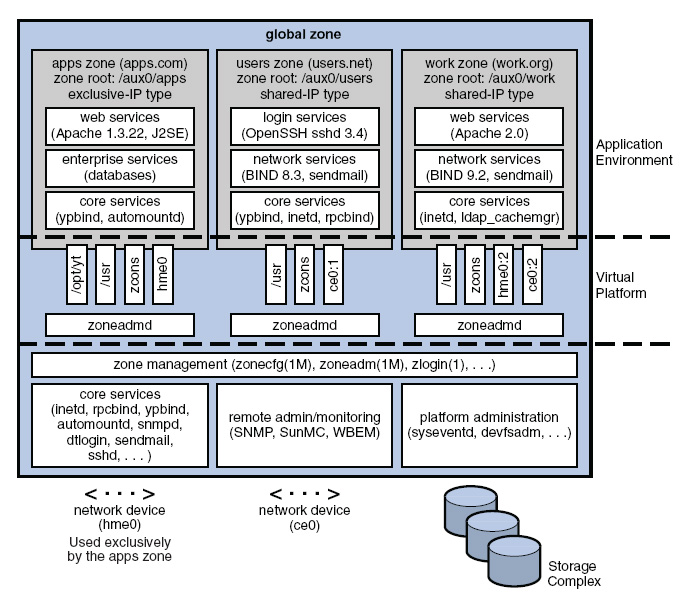 global zone
apps zone (apps.com)
zone root: /aux0/apps
exclusive-IP type
web services
(Apache 1.3.22, J2SE)
enterprise services
(databases)
core services
(ypbind, automountd)
users zone (users.net)
zone root: /aux0/users
shared-IP type
login services
(OpenSSH sshd 3.4)
network services
(BIND 8.3, sendmail)
core services
(ypbind, inetd, rpcbind)
work zone (work.org)
zone root: /aux0/work
shared-IP type
web services
(Apache 2.0)
network services
(BIND 9.2, sendmail)
core services
(inetd, ldap_cachemgr)
Application
Environment
/opt/yt
/usr
zcons
hme0
/usr
zcons
ce0:1
/usr
zcons
hme0:2
ce0:2
Virtual
Platform
zoneadmd
zoneadmd
zoneadmd
zone management (zonecfg(1M), zoneadm(1M), zlogin(1), . . .)
core services
(inetd, rpcbind, ypbind,
automountd, snmpd,
dtlogin, sendmail,
sshd, . . . )
remote admin/monitoring
(SNMP, SunMC, WBEM)
platform administration
(syseventd, devfsadm, . . .)
<···>
network device
(hme0)
Used exclusively
by the apps zone
<···>
network device
(ce0)
Storage
Complex